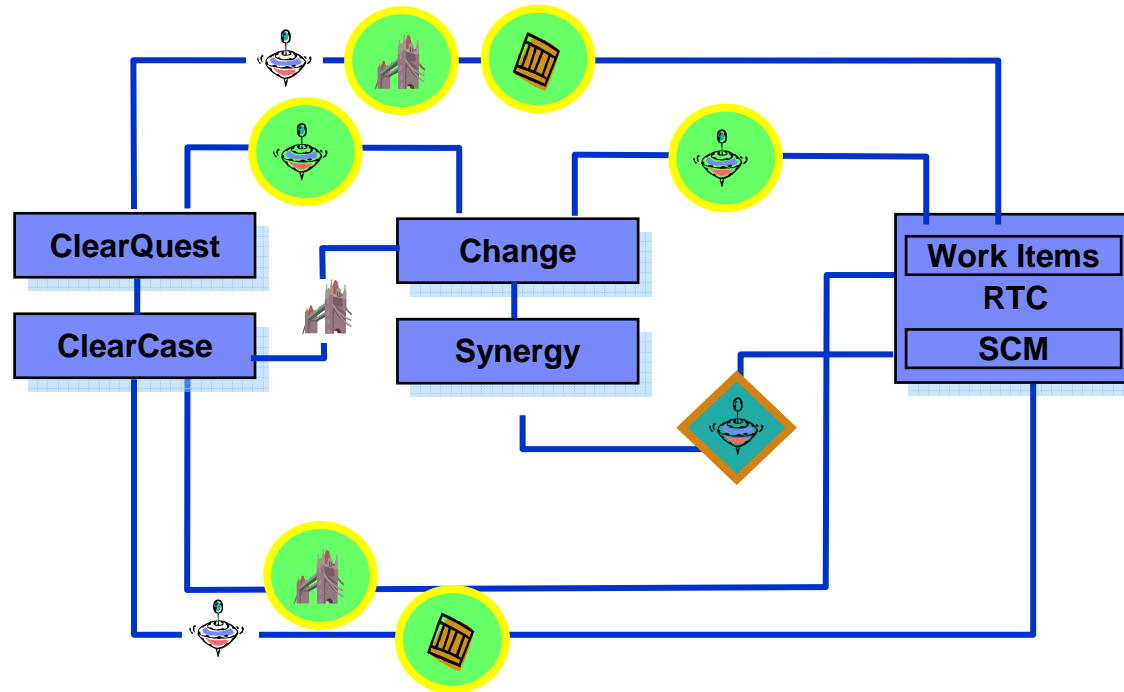 ClearQuest
Change
Work Items
RTC
ClearCase
Synergy
SCM